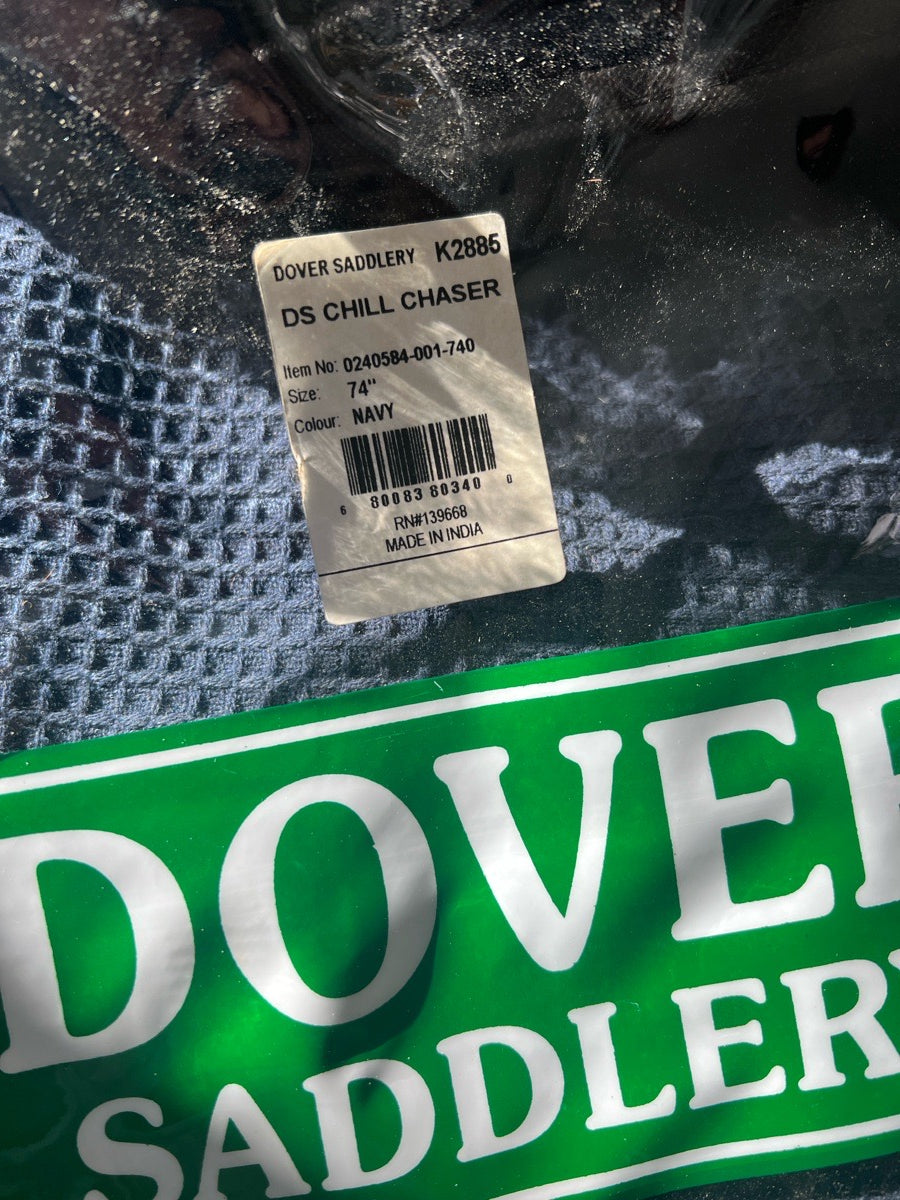 DOVER SADDLERY K2885
DS CHILL CHASER
Item No: 0240584-001-740
Size: 74"
Colour: NAVY
6 80083 80340 0
RN#139668
MADE IN INDIA
DOVE
SADDLERY